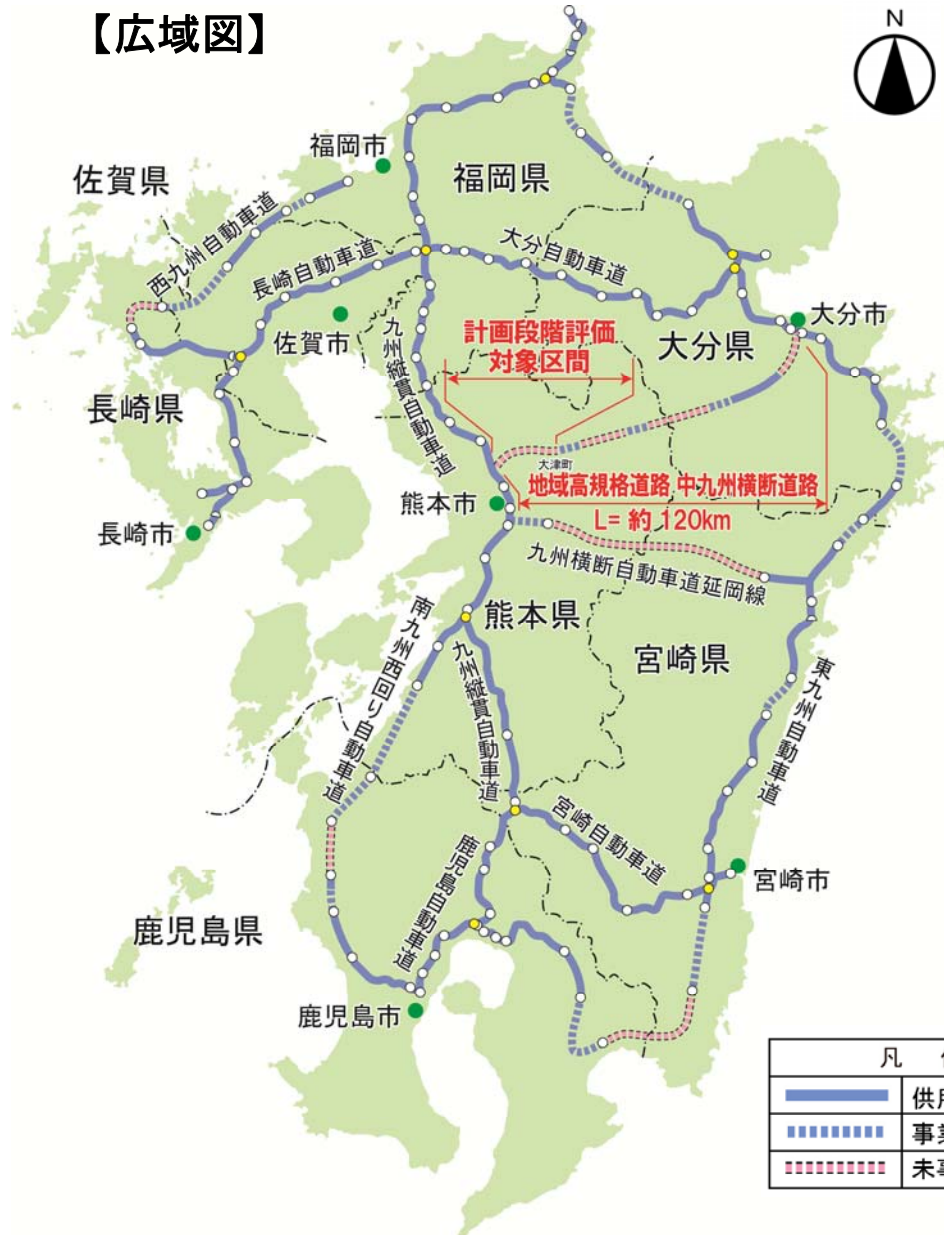 【広域図】
N
福岡市
佐賀県
福岡県
西九州自動車道
長崎自動車道
大分自動車道
大分市
佐賀市
計画段階評価
対象区間
大分県
九州縦貫自動車道
長崎県
大津町
地域高規格道路 中九州横断道路
熊本市
L= 約 120km
長崎市
九州横断自動車道延岡線
熊本県
南九州西回り自動車道
宮崎県
九州縦貫自動車道
東九州自動車道
宮崎自動車道
鹿児島自動車道
宮崎市
鹿児島県
鹿児島市
凡
供用
事業
未事